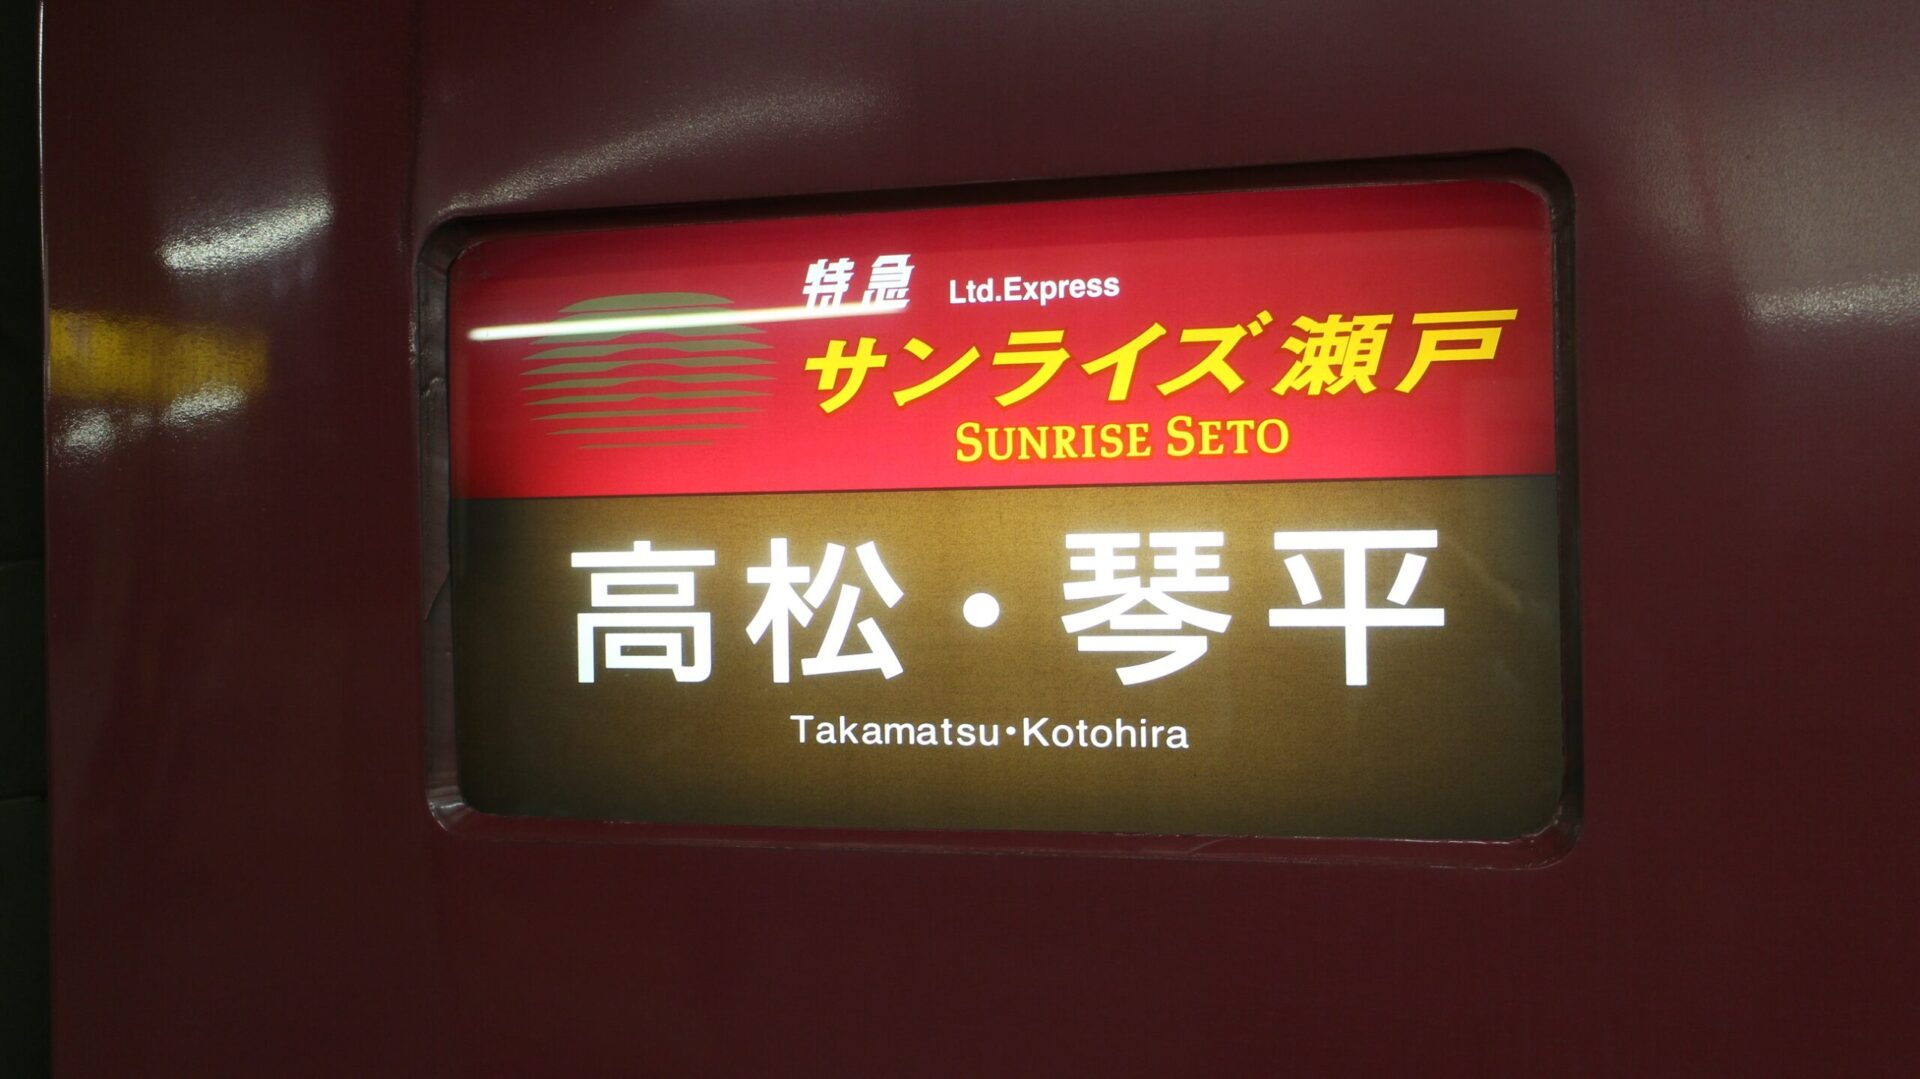 特急 Ltd.Express
サンライズ瀬戸
SUNRISE SETO
高松・琴平
Takamatsu・Kotohira